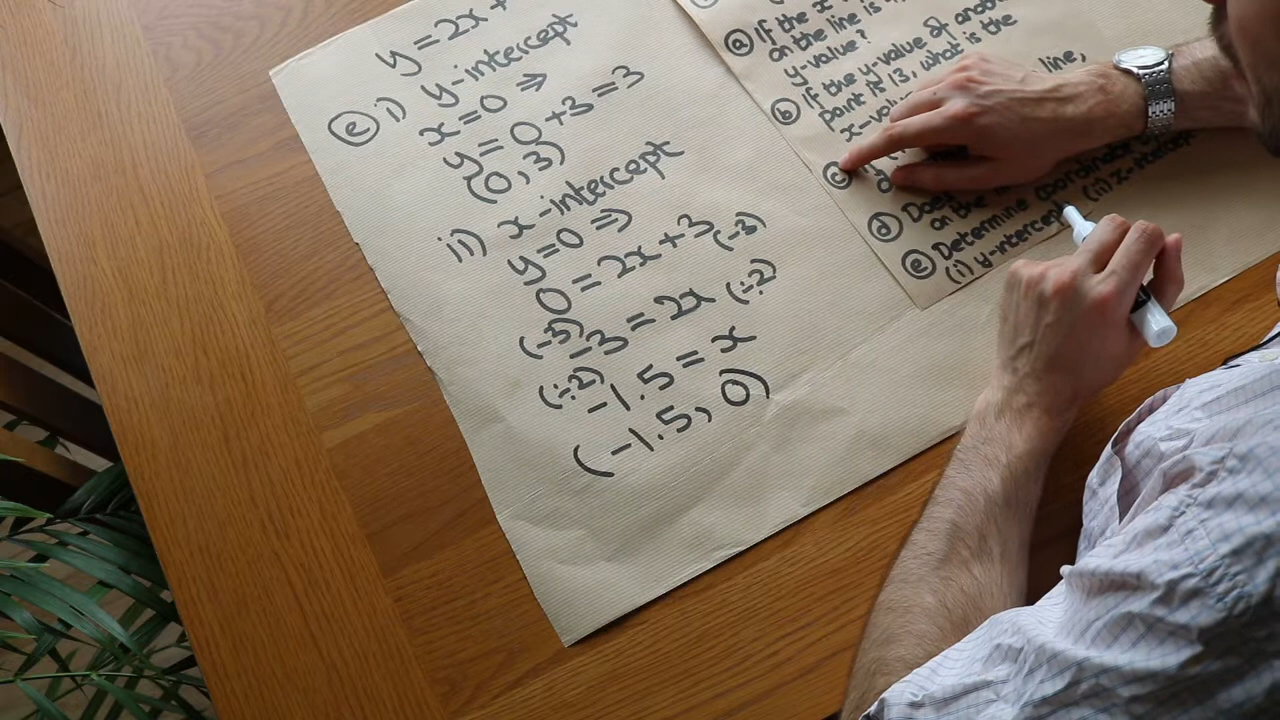 y = 2x +
ⓔ i) y-intercept
x = 0 ⇒
y = 0 + 3 = 3
(0, 3)
ii) x-intercept
y = 0 ⇒
0 = 2x + 3 (-3)
(-3) -3 = 2x (÷2)
(÷2) -1.5 = x
(-1.5, 0)
ⓐ If the x
on the line is
y-value?
ⓑ If the y-value of another
point is 13, what is the
x-value
line,
ⓒ
ⓓ Does
on the
ⓔ Determine coordinate
(i) y-intercept (ii) x-intercept